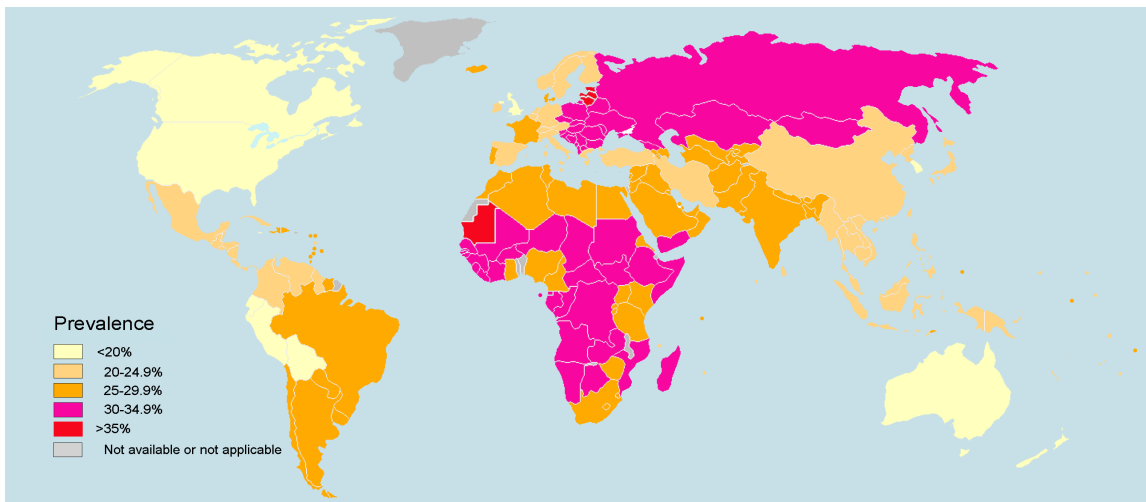 Prevalence
<20%
20-24.9%
25-29.9%
30-34.9%
>35%
Not available or not applicable